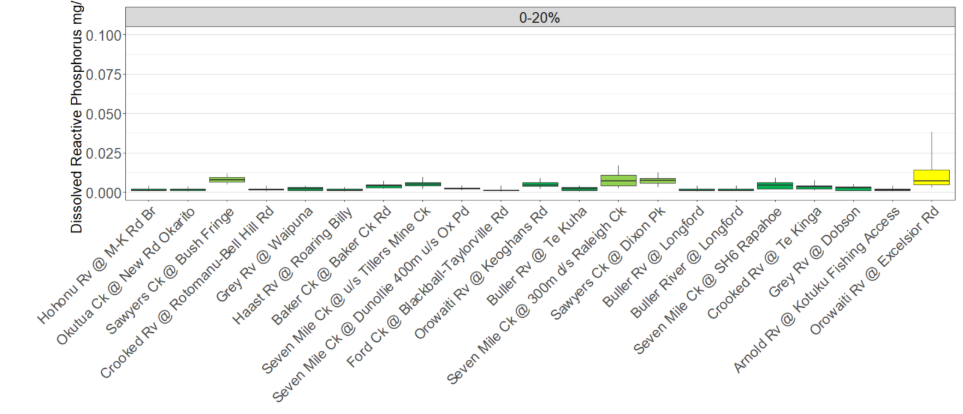 0-20%
Dissolved Reactive Phosphorus mg/
0.100
0.075
0.050
0.025
0.000
Hohonu Rv @ M-K Rd Br
Okutua Ck @ New Rd Okarito
Sawyers Ck @ Bush Fringe
Crooked Rv @ Rotomanu-Bell Hill Rd
Grey Rv @ Waipuna
Haast Rv @ Roaring Billy
Baker Ck @ Baker Ck Rd
Seven Mile Ck @ u/s Tillers Mine Ck
Seven Mile Ck @ Dunollie 400m u/s Ox Pd
Ford Ck @ Blackball-Taylorville Rd
Orowaiti Rv @ Keoghans Rd
Buller Rv @ Te Kuha
Seven Mile Ck @ 300m d/s Raleigh Ck
Sawyers Ck @ Dixon Pk
Buller Rv @ Longford
Buller River @ Longford
Seven Mile Ck @ SH6 Rapahoe
Crooked Rv @ Te Kinga
Grey Rv @ Dobson
Arnold Rv @ Kotuku Fishing Access
Orowaiti Rv @ Excelsior Rd